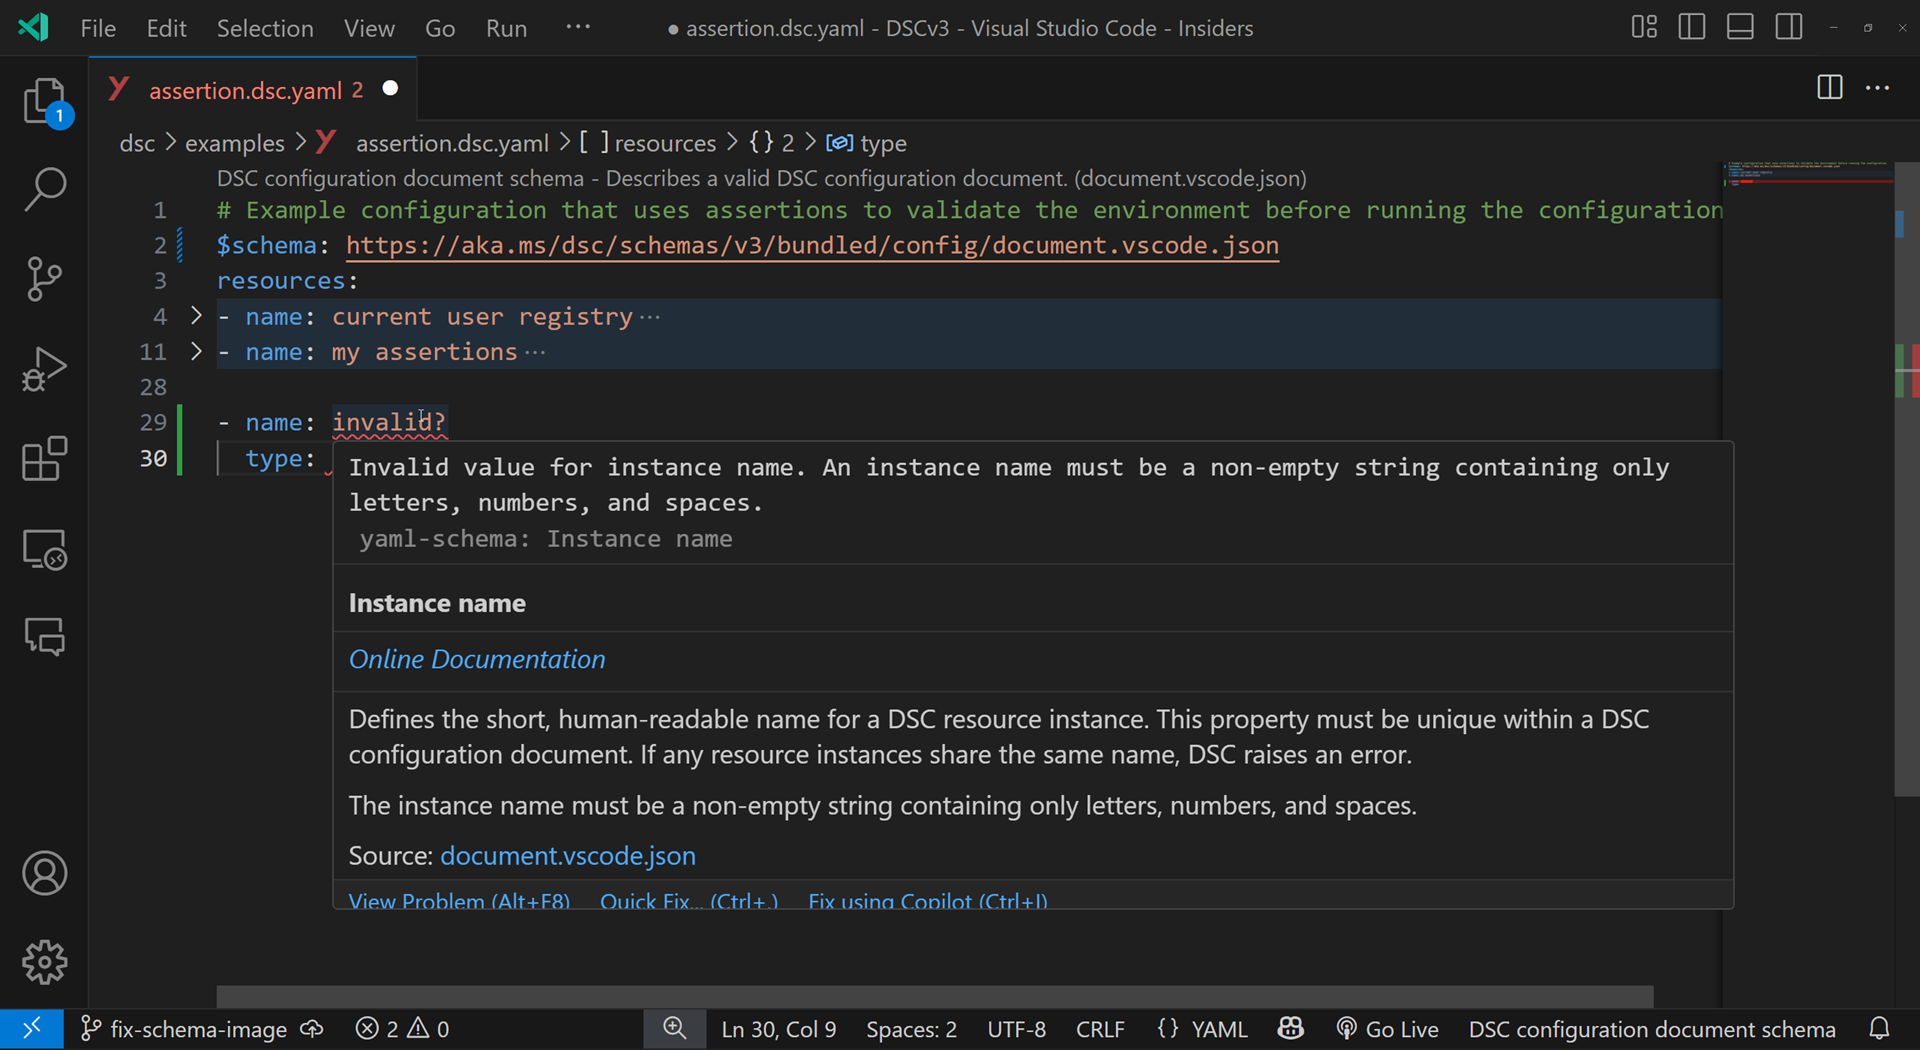 File Edit Selection View Go Run ··· ● assertion.dsc.yaml - DSCv3 - Visual Studio Code - Insiders
assertion.dsc.yaml 2 ●
1
dsc > examples > assertion.dsc.yaml > [ ] resources > {} 2 > type
DSC configuration document schema - Describes a valid DSC configuration document. (document.vscode.json)
1 # Example configuration that uses assertions to validate the environment before running the configuration
2 $schema: https://aka.ms/dsc/schemas/v3/bundled/config/document.vscode.json
3 resources:
4 > - name: current user registry ···
11 > - name: my assertions ···
28
29 - name: invalid?
30 type:
Invalid value for instance name. An instance name must be a non-empty string containing only
letters, numbers, and spaces.
yaml-schema: Instance name
Instance name
Online Documentation
Defines the short, human-readable name for a DSC resource instance. This property must be unique within a DSC
configuration document. If any resource instances share the same name, DSC raises an error.
The instance name must be a non-empty string containing only letters, numbers, and spaces.
Source: document.vscode.json
View Problem (Alt+F8) Quick Fix... (Ctrl+.) Fix using Copilot (Ctrl+I)
fix-schema-image 2 0 Ln 30, Col 9 Spaces: 2 UTF-8 CRLF {} YAML Go Live DSC configuration document schema